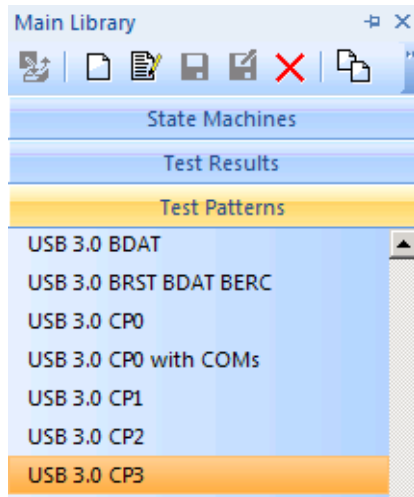 Main Library
State Machines
Test Results
Test Patterns
USB 3.0 BDAT
USB 3.0 BRST BDAT BERC
USB 3.0 CP0
USB 3.0 CP0 with COMs
USB 3.0 CP1
USB 3.0 CP2
USB 3.0 CP3